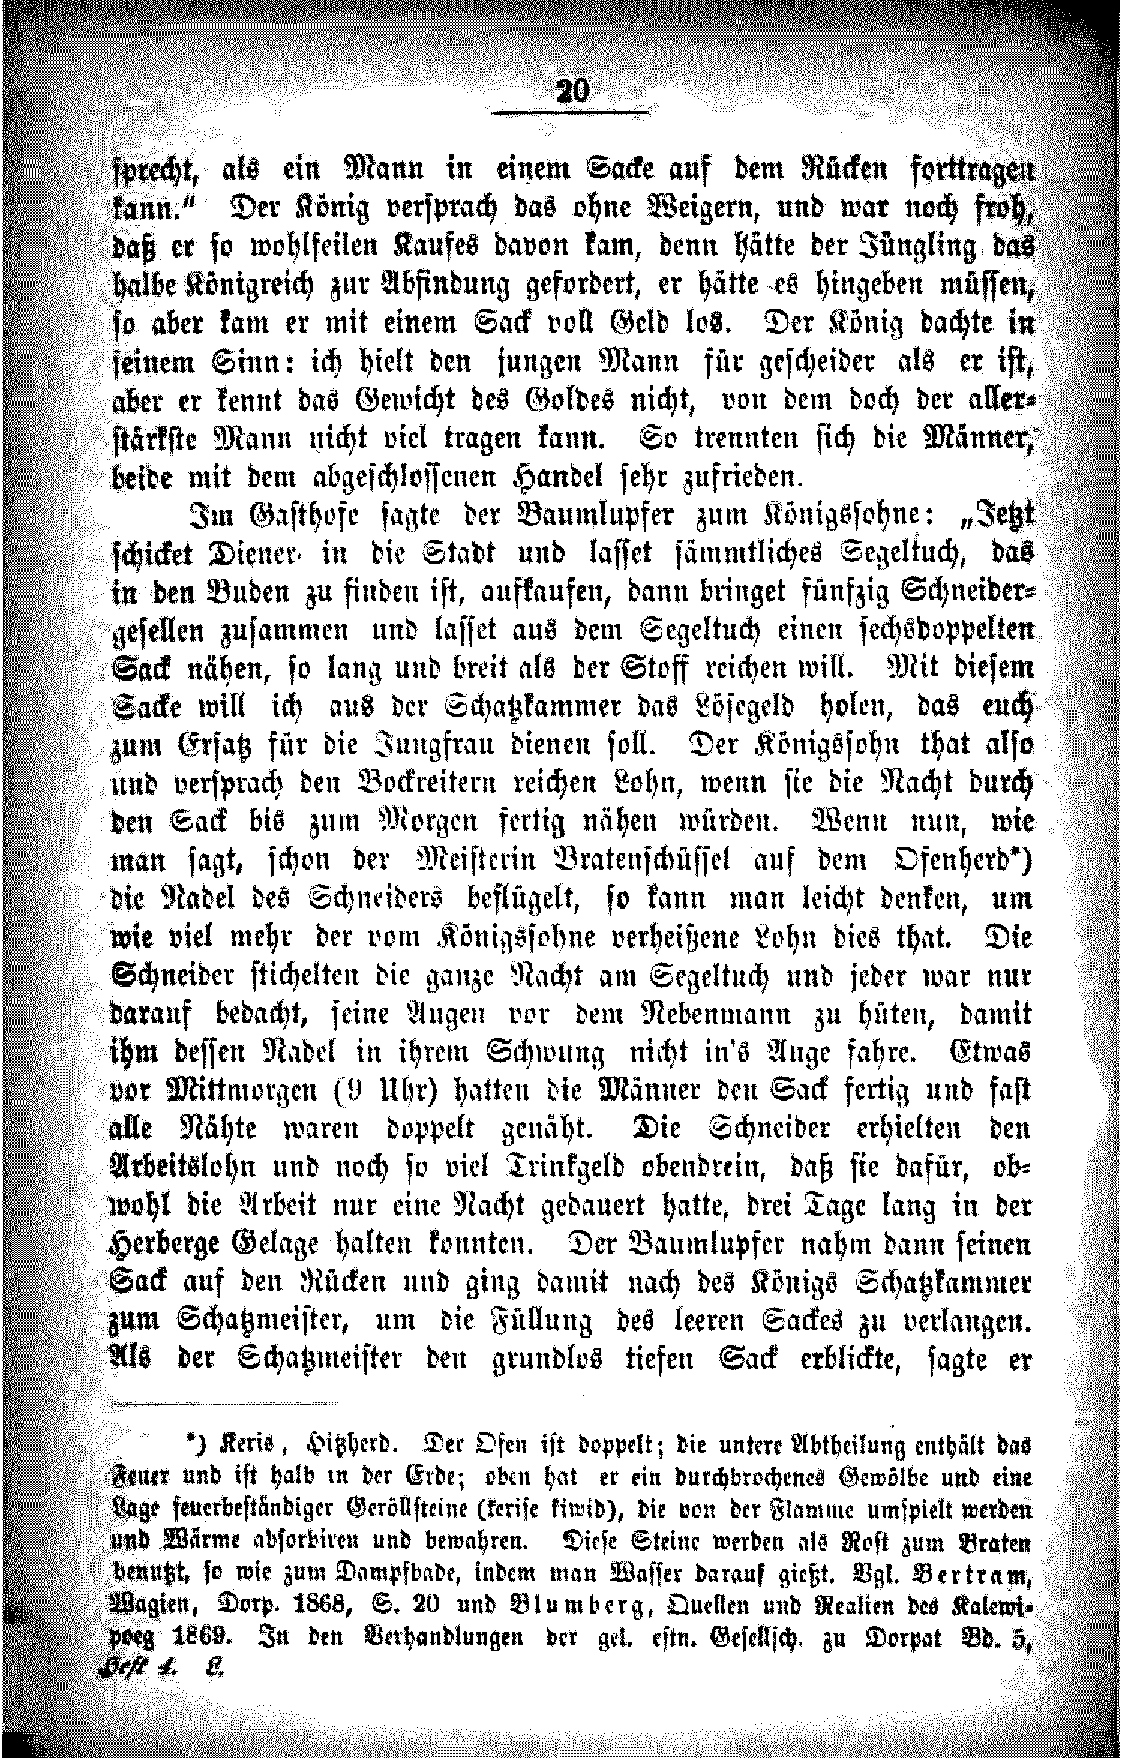 20
sprecht, als ein Mann in einem Sacke auf dem Rücken forttragen
kann.“ Der König versprach das ohne Weigern, und war noch froh,
daß er so wohlfeilen Kaufes davon kam, denn hätte der Jüngling das
halbe Königreich zur Abfindung gefordert, er hätte es hingeben müssen,
so aber kam er mit einem Sack voll Geld los. Der König dachte in
seinem Sinn: ich hielt den jungen Mann für gescheider als er ist,
aber er kennt das Gewicht des Goldes nicht, von dem doch der aller-
stärkste Mann nicht viel tragen kann. So trennten sich die Männer,
beide mit dem abgeschlossenen Handel sehr zufrieden.
Im Gasthofe sagte der Baumlupfer zum Königssohne: „Jetzt
schicket Diener in die Stadt und lasset sämmtliches Segeltuch, das
in den Buden zu finden ist, aufkaufen, dann bringet fünfzig Schneider-
gesellen zusammen und lasset aus dem Segeltuch einen sechsdoppelten
Sack nähen, so lang und breit als der Stoff reichen will. Mit diesem
Sacke will ich aus der Schatzkammer das Lösegeld holen, das euch
zum Ersatz für die Jungfrau dienen soll. Der Königssohn that also
und versprach den Bockreitern reichen Lohn, wenn sie die Nacht durch
den Sack bis zum Morgen fertig nähen würden. Wenn nun, wie
man sagt, schon der Meisterin Bratenschüssel auf dem Ofenherd*)
die Nadel des Schneiders beflügelt, so kann man leicht denken, um
wie viel mehr der vom Königssohne verheißene Lohn dies that. Die
Schneider stichelten die ganze Nacht am Segeltuch und jeder war nur
darauf bedacht, seine Augen vor dem Nebenmann zu hüten, damit
ihm dessen Nadel in ihrem Schwung nicht in's Auge fahre. Etwas
vor Mittmorgen (9 Uhr) hatten die Männer den Sack fertig und fast
alle Nähte waren doppelt genäht. Die Schneider erhielten den
Arbeitslohn und noch so viel Trinkgeld obendrein, daß sie dafür, ob-
wohl die Arbeit nur eine Nacht gedauert hatte, drei Tage lang in der
Herberge Gelage halten konnten. Der Baumlupfer nahm dann seinen
Sack auf den Rücken und ging damit nach des Königs Schatzkammer
zum Schatzmeister, um die Füllung des leeren Sackes zu verlangen.
Als der Schatzmeister den grundlos tiefen Sack erblickte, sagte er
*) Keris, Hitzherd. Der Ofen ist doppelt; die untere Abtheilung enthält das
Feuer und ist halb in der Erde; oben hat er ein durchbrochenes Gewölbe und eine
Lage feuerbeständiger Geröllsteine (kerise kiwid), die von der Flamme umspielt werden
und Wärme absorbiren und bewahren. Diese Steine werden als Rost zum Braten
benutzt, so wie zum Dampfbade, indem man Wasser darauf gießt. Vgl. Bertram,
Wagien, Dorp. 1868, S. 20 und Blumberg, Quellen und Realien des Kalewi-
poeg 1869. In den Verhandlungen der gel. estn. Gesellsch. zu Dorpat Bd. 5,
Heft 4. L.